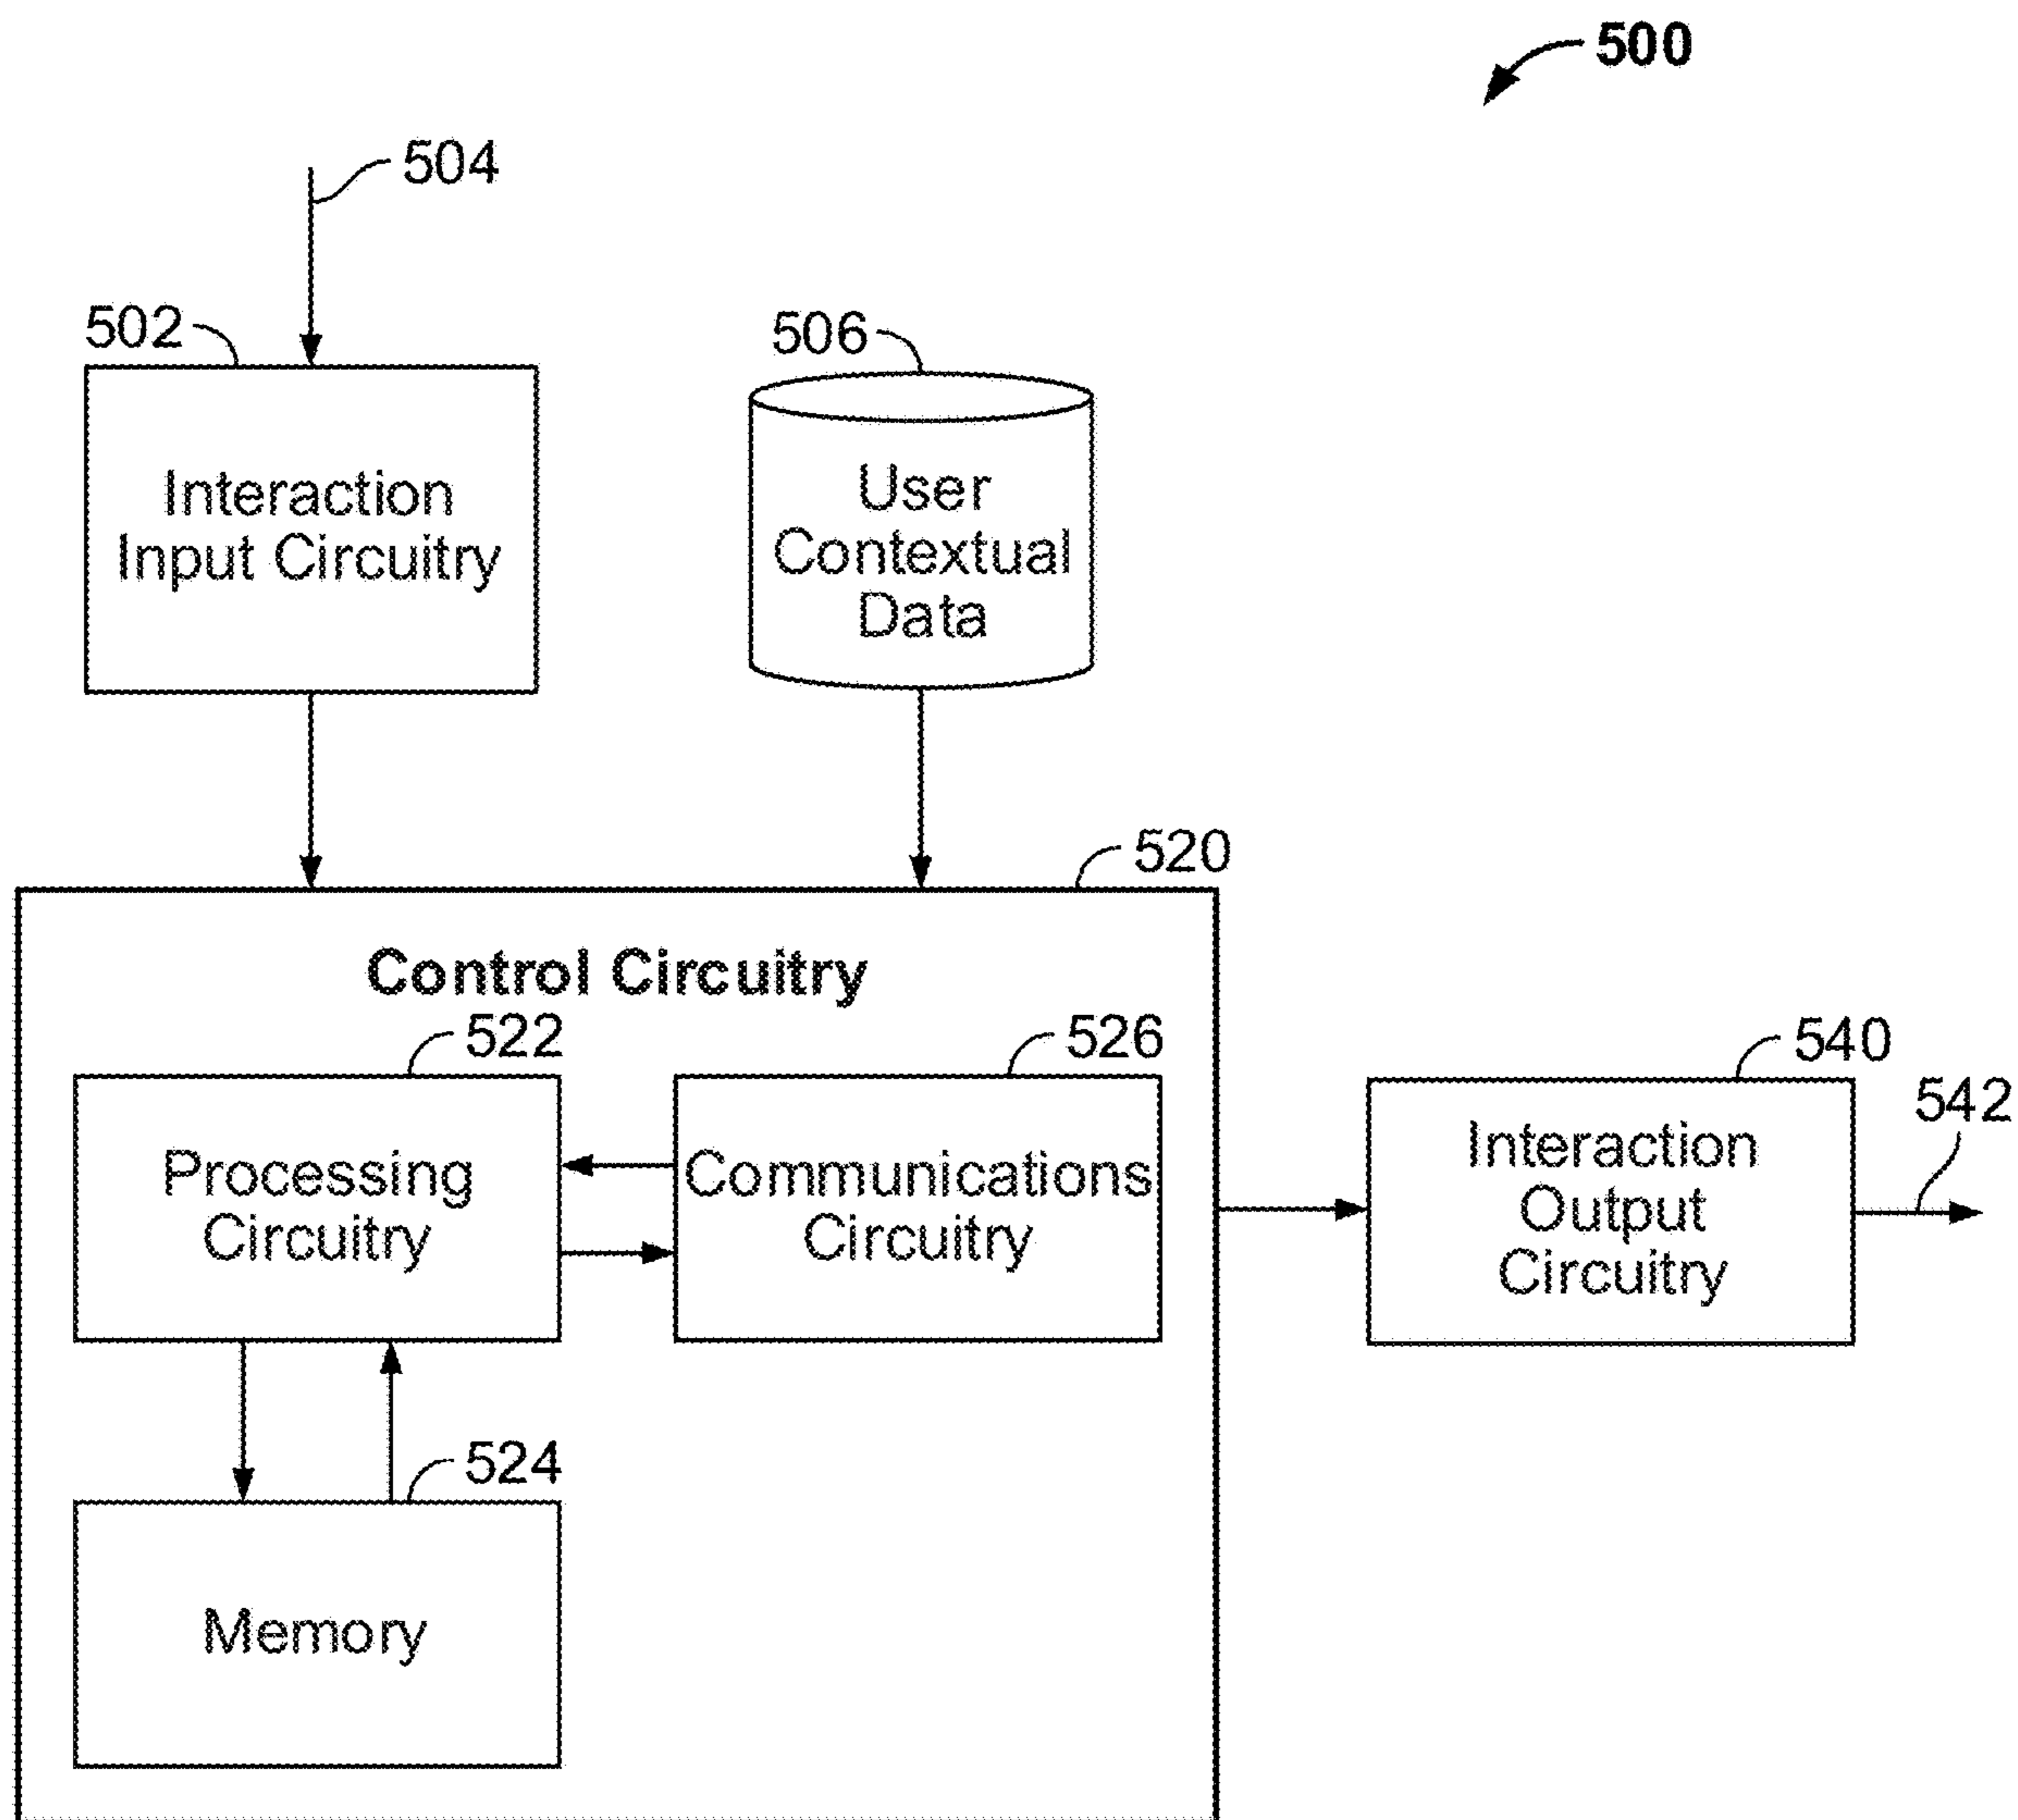 500
504
502
506
Interaction
Input Circuitry
User
Contextual
Data
520
Control Circuitry
522
526
540
542
Processing
Circuitry
Communications
Circuitry
Interaction
Output
Circuitry
524
Memory